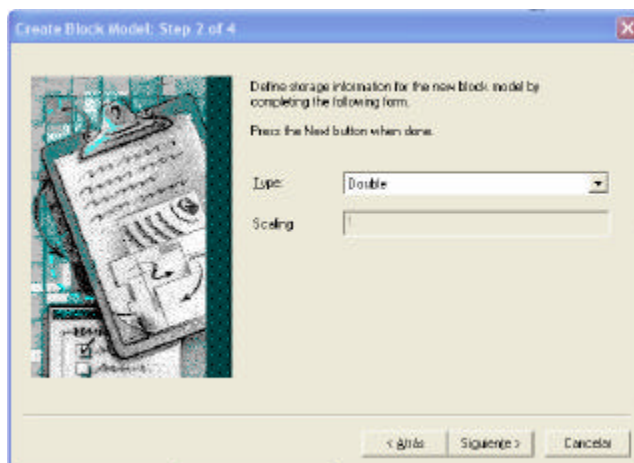 Create Block Model: Step 2 of 4
Define storage information for the new block model by
completing the following form.
Press the Next button when done.
Type: Double
Scaling 1
< Atrás Siguiente > Cancelar